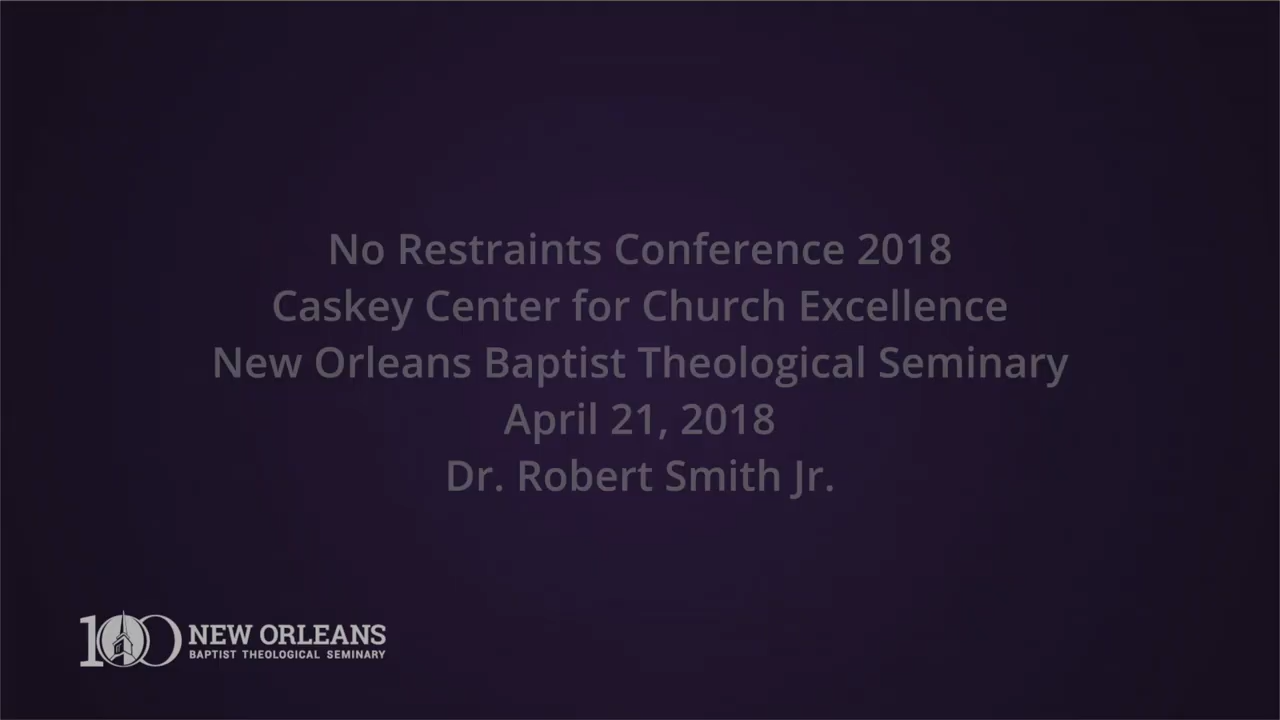 No Restraints Conference 2018
Caskey Center for Church Excellence
New Orleans Baptist Theological Seminary
April 21, 2018
Dr. Robert Smith Jr.
100 NEW ORLEANS
BAPTIST THEOLOGICAL SEMINARY